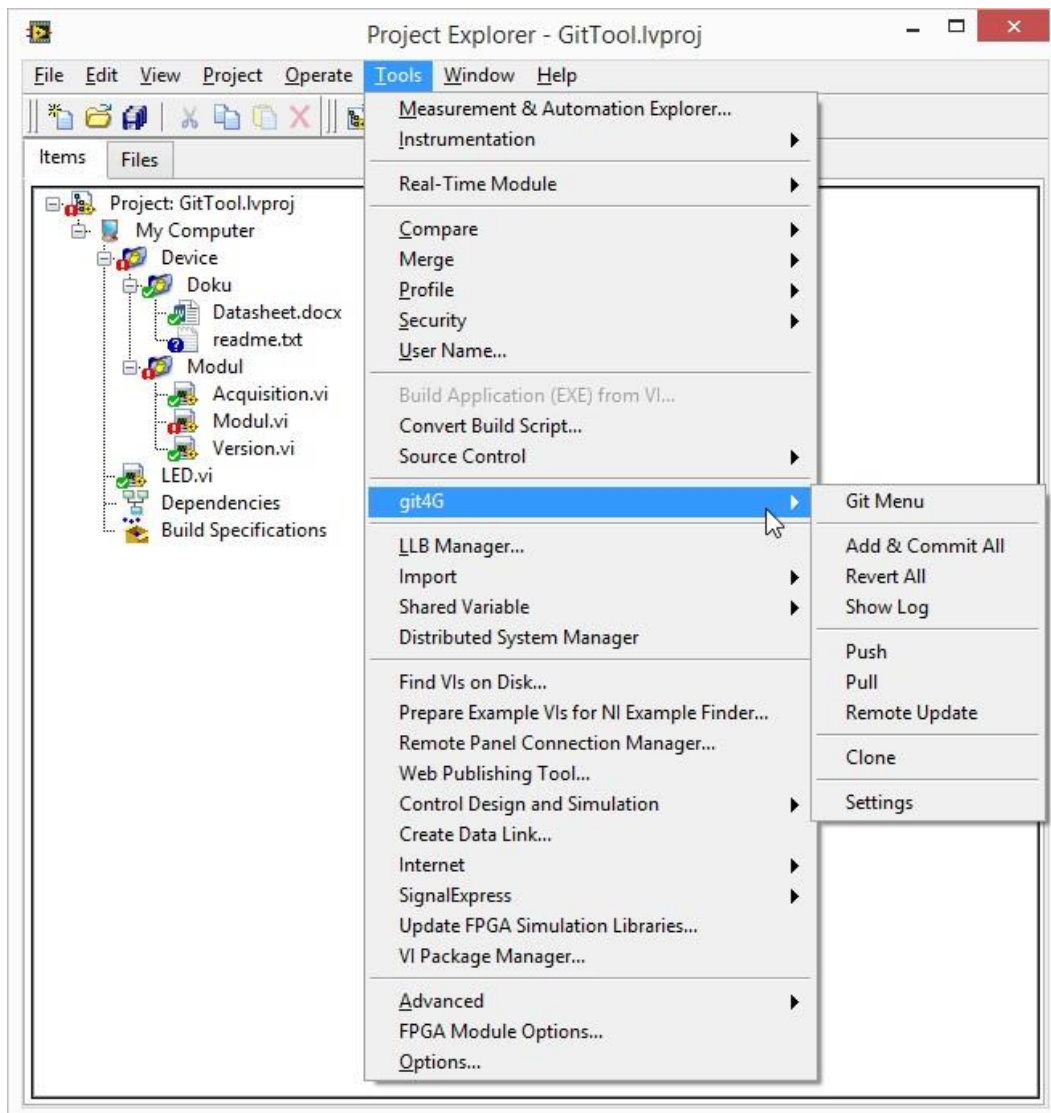 Project Explorer - GitTool.lvproj
File Edit View Project Operate Tools Window Help
Items Files
Project: GitTool.lvproj
My Computer
Device
Doku
Datasheet.docx
readme.txt
Modul
Acquisition.vi
Modul.vi
Version.vi
LED.vi
Dependencies
Build Specifications
Measurement & Automation Explorer...
Instrumentation
Real-Time Module
Compare
Merge
Profile
Security
User Name...
Build Application (EXE) from VI...
Convert Build Script...
Source Control
git4G
LLB Manager...
Import
Shared Variable
Distributed System Manager
Find VIs on Disk...
Prepare Example VIs for NI Example Finder...
Remote Panel Connection Manager...
Web Publishing Tool...
Control Design and Simulation
Create Data Link...
Internet
SignalExpress
Update FPGA Simulation Libraries...
VI Package Manager...
Advanced
FPGA Module Options...
Options...
Git Menu
Add & Commit All
Revert All
Show Log
Push
Pull
Remote Update
Clone
Settings